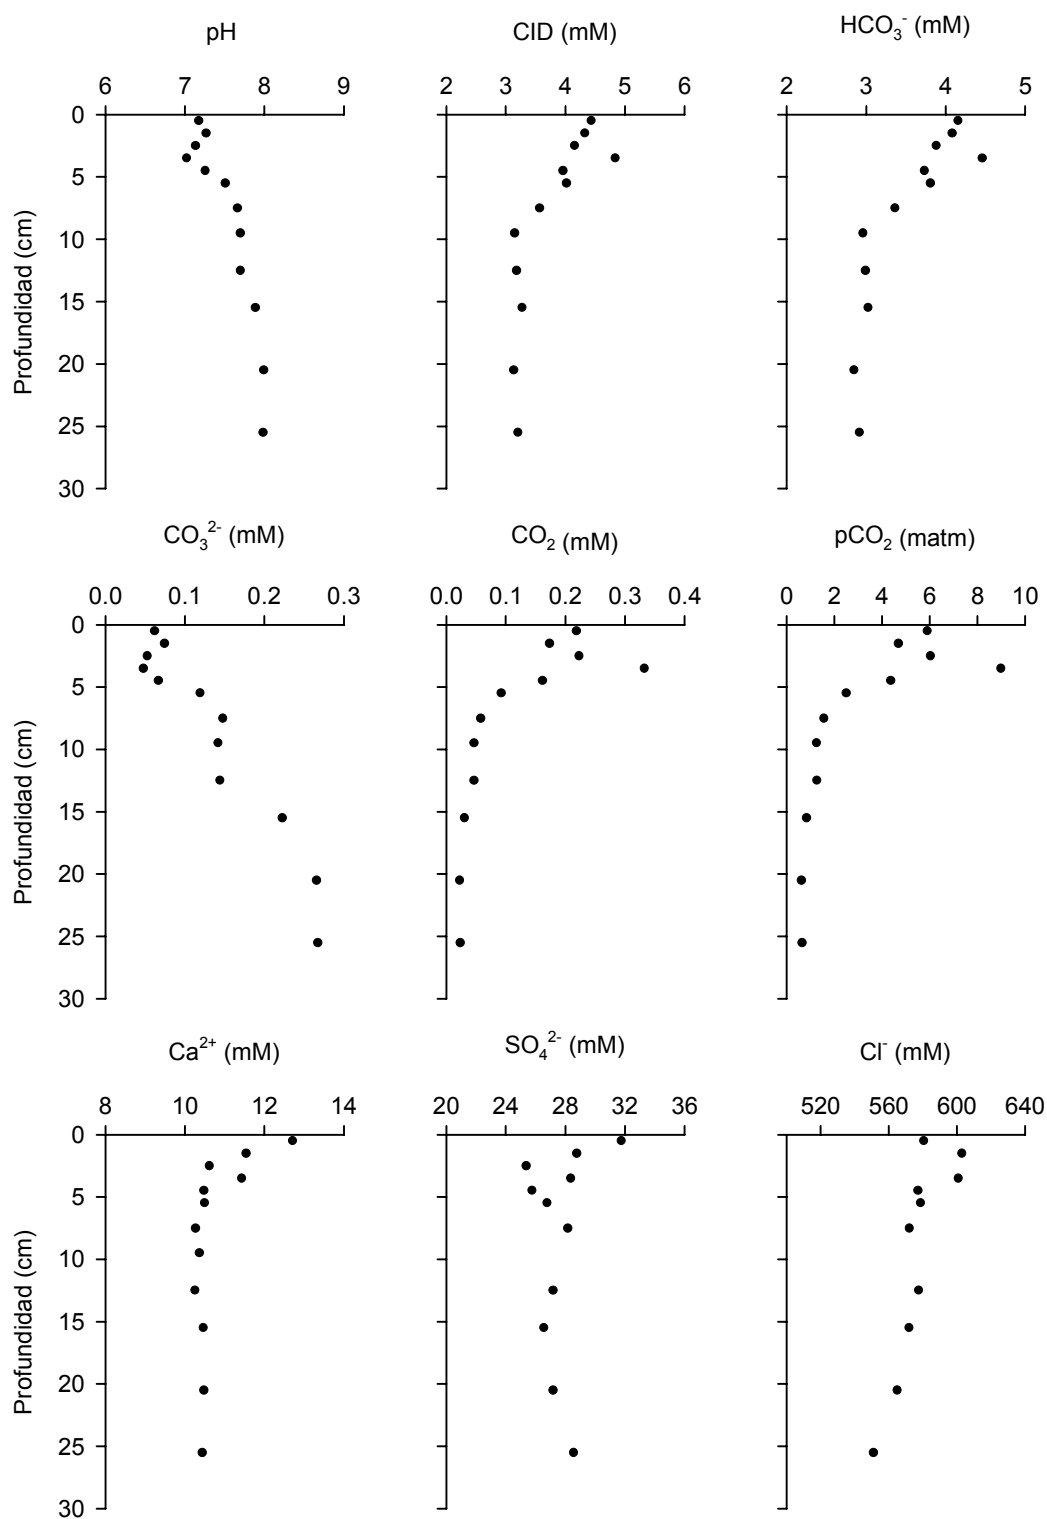 pH CID (mM) HCO₃⁻ (mM)
6 7 8 9 2 3 4 5 6 2 3 4 5
0
5
10
15
20
25
30
Profundidad (cm)
CO₃²⁻ (mM) CO₂ (mM) pCO₂ (matm)
0.0 0.1 0.2 0.3 0.0 0.1 0.2 0.3 0.4 0 2 4 6 8 10
0
5
10
15
20
25
30
Profundidad (cm)
Ca²⁺ (mM) SO₄²⁻ (mM) Cl⁻ (mM)
8 10 12 14 20 24 28 32 36 520 560 600 640
0
5
10
15
20
25
30
Profundidad (cm)